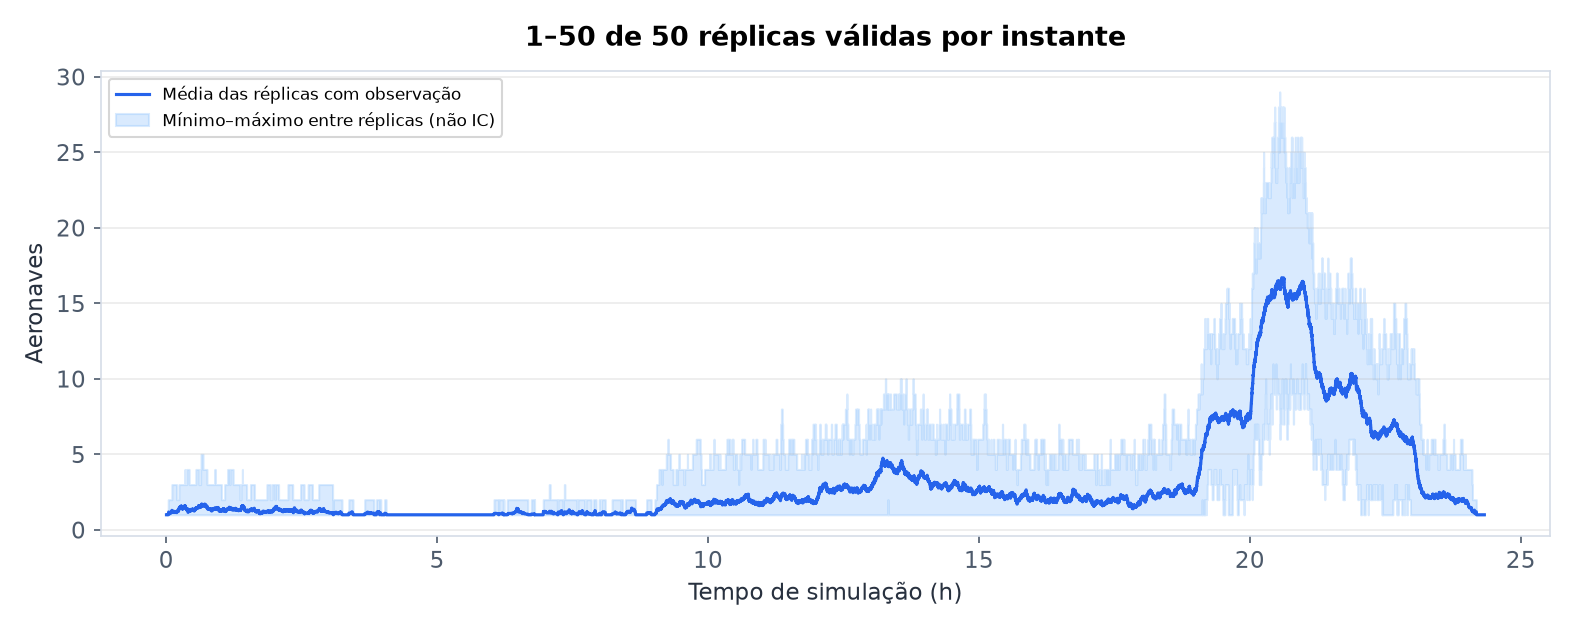 1–50 de 50 réplicas válidas por instante
Média das réplicas com observação
Mínimo–máximo entre réplicas (não IC)
Aeronaves
30
25
20
15
10
5
0
0 5 10 15 20 25
Tempo de simulação (h)